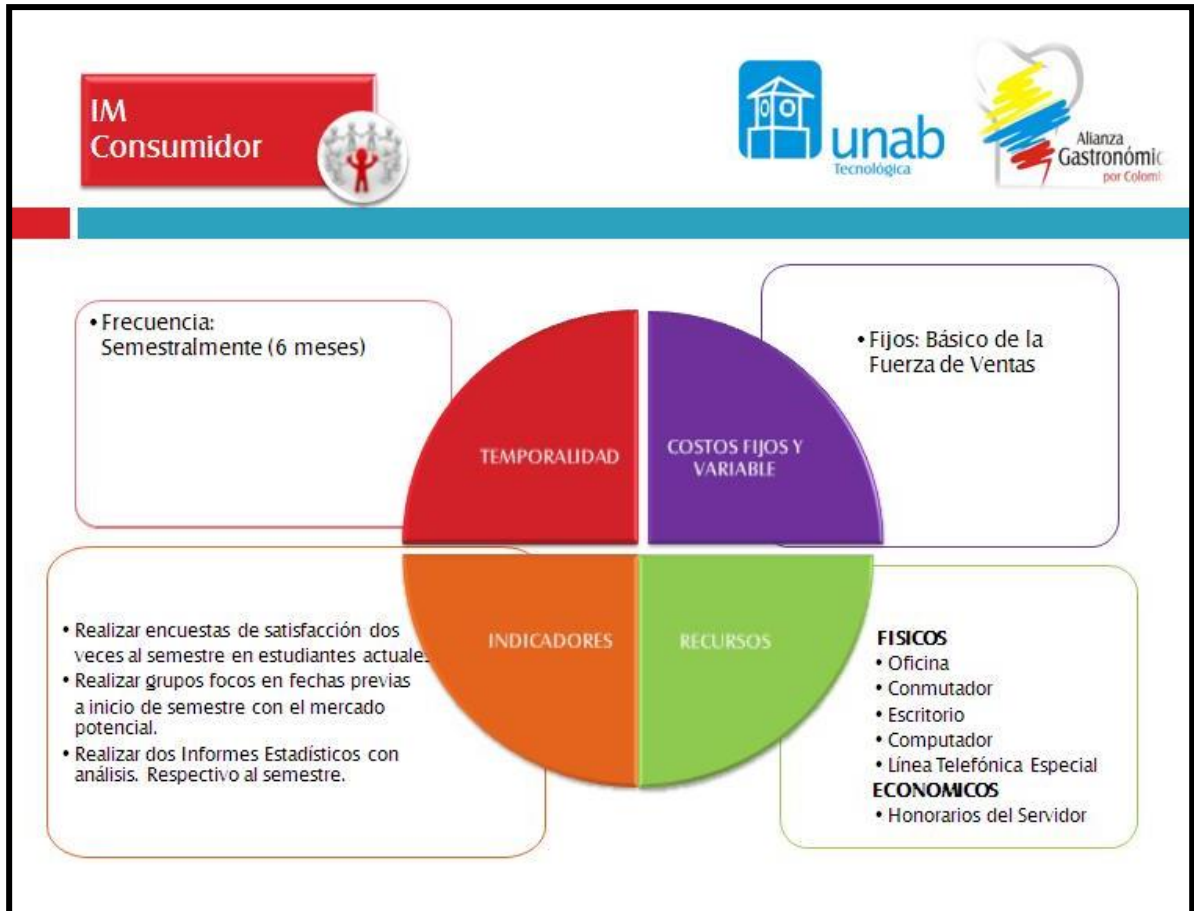 IM
Consumidor
unab
Tecnológica
Alianza
Gastronómic
por Colomb
• Frecuencia:
Semestralmente (6 meses)
TEMPORALIDAD
COSTOS FIJOS Y
VARIABLE
• Fijos: Básico de la
Fuerza de Ventas
• Realizar encuestas de satisfacción dos
veces al semestre en estudiantes actuales
• Realizar grupos focos en fechas previas
a inicio de semestre con el mercado
potencial.
• Realizar dos Informes Estadísticos con
análisis. Respectivo al semestre.
INDICADORES
RECURSOS
FISICOS
• Oficina
• Conmutador
• Escritorio
• Computador
• Línea Telefónica Especial
ECONOMICOS
• Honorarios del Servidor